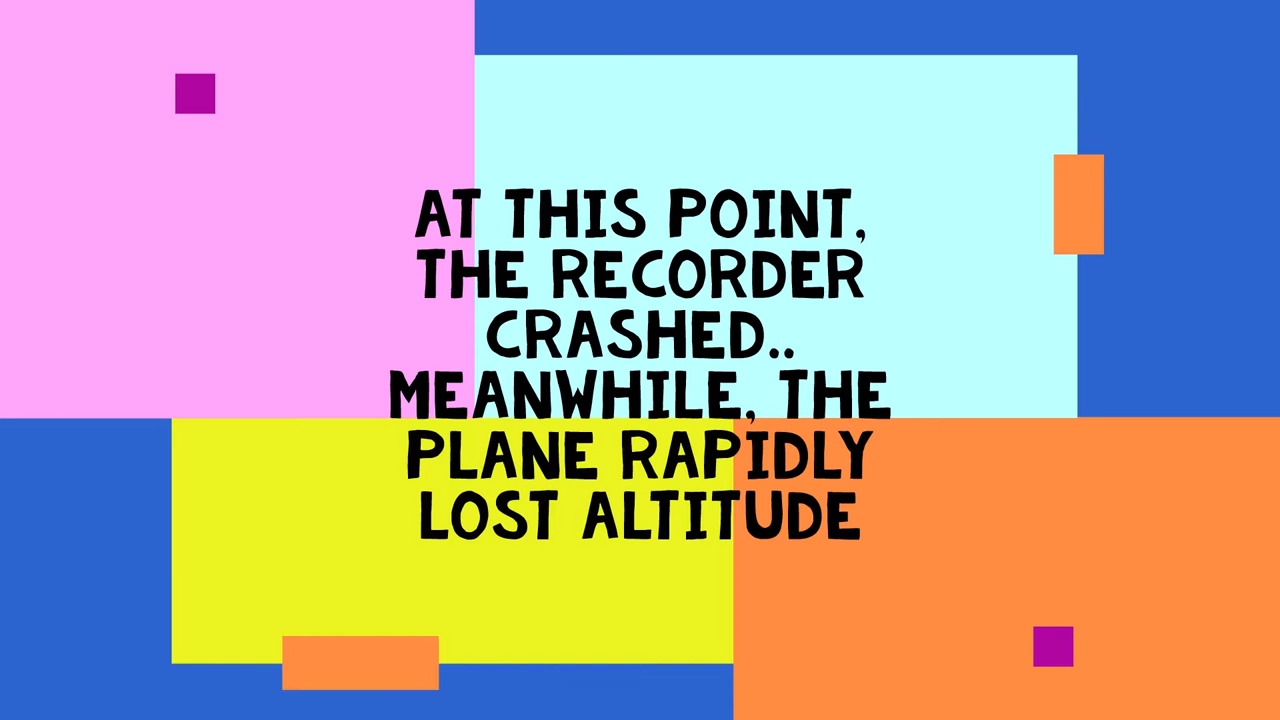 AT THIS POINT,
THE RECORDER
CRASHED..
MEANWHILE, THE
PLANE RAPIDLY
LOST ALTITUDE